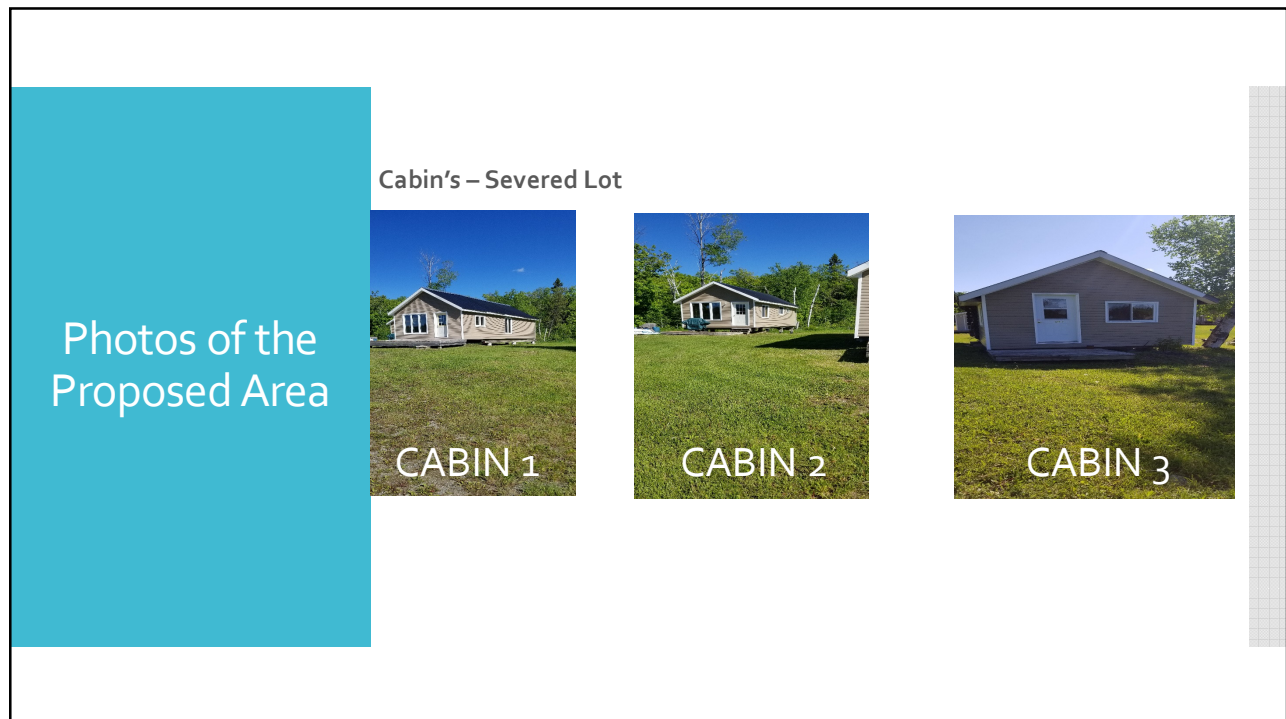 Photos of the
Proposed Area
Cabin’s – Severed Lot
CABIN 1
CABIN 2
CABIN 3